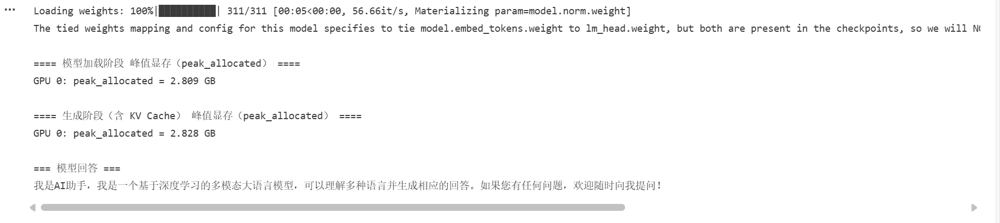 ...
Loading weights: 100%|██████████| 311/311 [00:05<00:00, 56.66it/s, Materializing param=model.norm.weight]
The tied weights mapping and config for this model specifies to tie model.embed_tokens.weight to lm_head.weight, but both are present in the checkpoints, so we will
==== 模型加载阶段 峰值显存（peak_allocated） ====
GPU 0: peak_allocated = 2.809 GB
==== 生成阶段（含 KV Cache） 峰值显存（peak_allocated） ====
GPU 0: peak_allocated = 2.828 GB
=== 模型回答 ===
我是AI助手，我是一个基于深度学习的多模态大语言模型，可以理解多种语言并生成相应的回答。如果您有任何问题，欢迎随时向我提问！